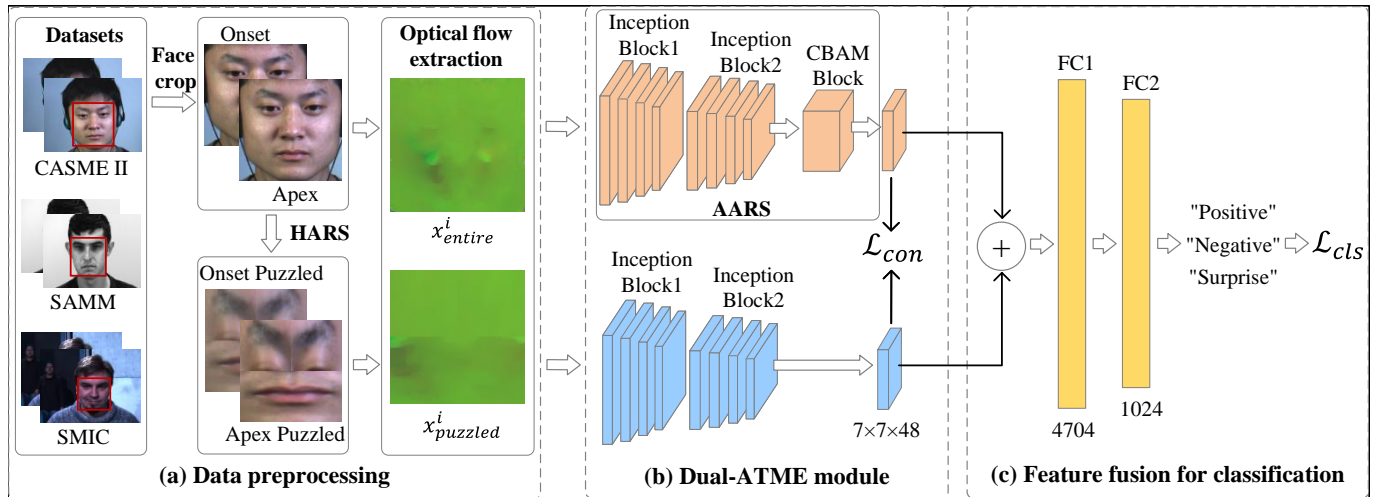 Datasets
CASME II
SAMM
SMIC
Face
crop
Onset
Apex
HARS
Onset Puzzled
Apex Puzzled
Optical flow
extraction
x^i_entire
x^i_puzzled
(a) Data preprocessing
Inception
Block1
Inception
Block2
CBAM
Block
AARS
ℒ_con
Inception
Block1
Inception
Block2
7×7×48
(b) Dual-ATME module
+
FC1
4704
FC2
1024
"Positive"
"Negative"
"Surprise"
ℒ_cls
(c) Feature fusion for classification